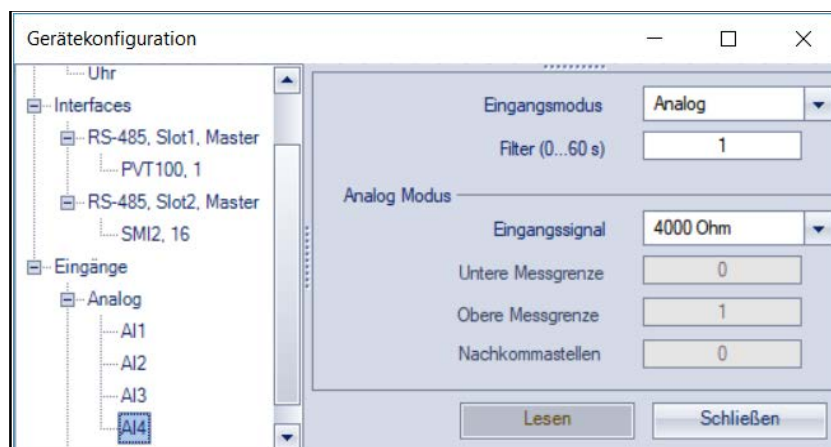 Gerätekonfiguration
Uhr
Interfaces
RS-485, Slot1, Master
PVT100, 1
RS-485, Slot2, Master
SMI2, 16
Eingänge
Analog
AI1
AI2
AI3
AI4
Eingangsmodus Analog
Filter (0...60 s) 1
Analog Modus
Eingangssignal 4000 Ohm
Untere Messgrenze 0
Obere Messgrenze 1
Nachkommastellen 0
Lesen Schließen